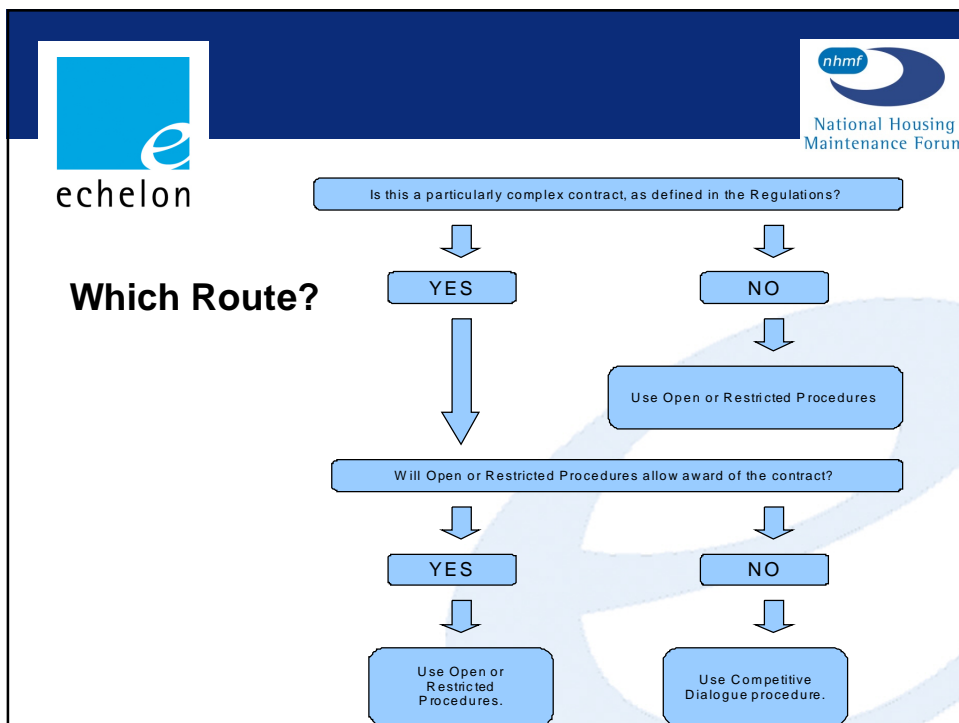 nhmf
National Housing
Maintenance Forum
e
echelon
Is this a particularly complex contract, as defined in the Regulations?
Which Route?
YES
NO
Use Open or Restricted Procedures
Will Open or Restricted Procedures allow award of the contract?
YES
NO
Use Open or
Restricted
Procedures.
Use Competitive
Dialogue procedure.